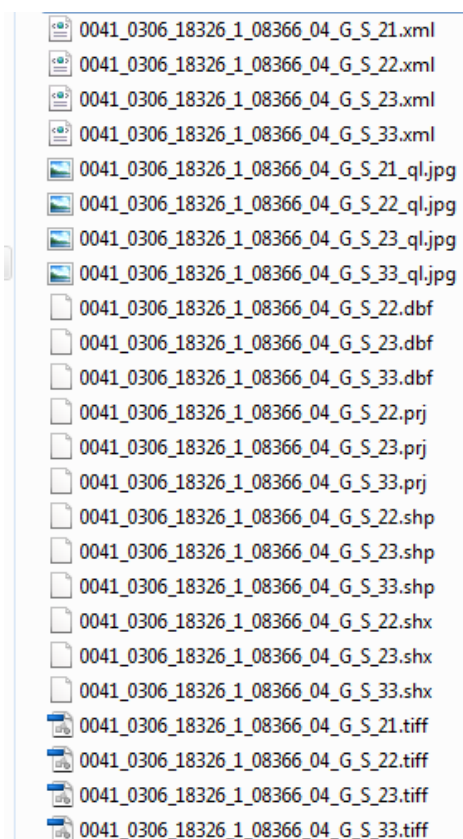 0041_0306_18326_1_08366_04_G_S_21.xml
0041_0306_18326_1_08366_04_G_S_22.xml
0041_0306_18326_1_08366_04_G_S_23.xml
0041_0306_18326_1_08366_04_G_S_33.xml
0041_0306_18326_1_08366_04_G_S_21_ql.jpg
0041_0306_18326_1_08366_04_G_S_22_ql.jpg
0041_0306_18326_1_08366_04_G_S_23_ql.jpg
0041_0306_18326_1_08366_04_G_S_33_ql.jpg
0041_0306_18326_1_08366_04_G_S_22.dbf
0041_0306_18326_1_08366_04_G_S_23.dbf
0041_0306_18326_1_08366_04_G_S_33.dbf
0041_0306_18326_1_08366_04_G_S_22.prj
0041_0306_18326_1_08366_04_G_S_23.prj
0041_0306_18326_1_08366_04_G_S_33.prj
0041_0306_18326_1_08366_04_G_S_22.shp
0041_0306_18326_1_08366_04_G_S_23.shp
0041_0306_18326_1_08366_04_G_S_33.shp
0041_0306_18326_1_08366_04_G_S_22.shx
0041_0306_18326_1_08366_04_G_S_23.shx
0041_0306_18326_1_08366_04_G_S_33.shx
0041_0306_18326_1_08366_04_G_S_21.tiff
0041_0306_18326_1_08366_04_G_S_22.tiff
0041_0306_18326_1_08366_04_G_S_23.tiff
0041_0306_18326_1_08366_04_G_S_33.tiff